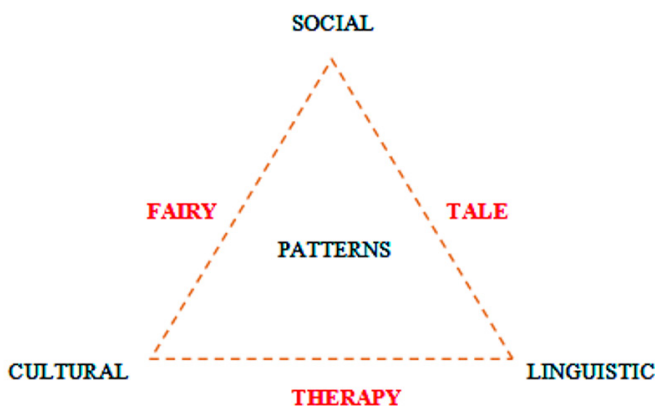 SOCIAL
FAIRY
TALE
PATTERNS
CULTURAL
LINGUISTIC
THERAPY